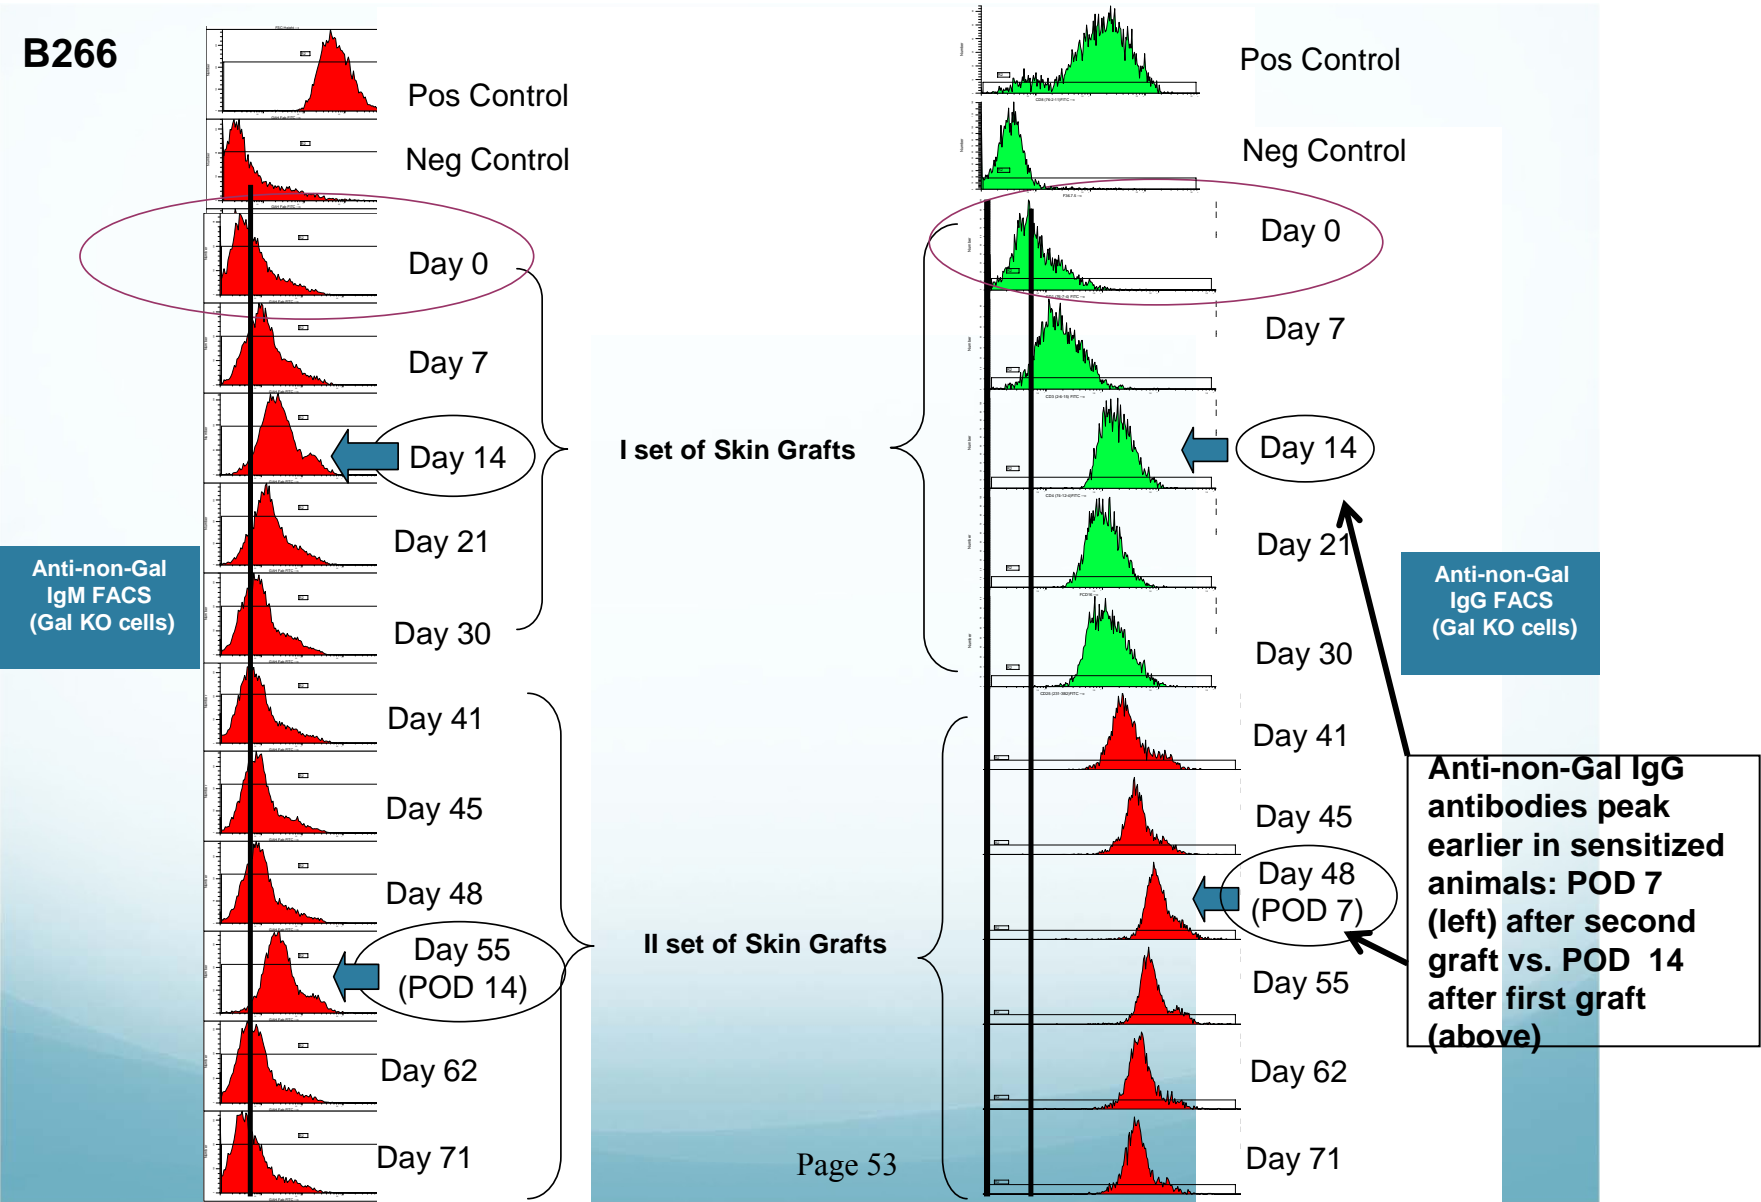 B266
Pos Control
Neg Control
Day 0
Day 7
Day 14
Day 21
Day 30
Day 41
Day 45
Day 48
Day 55
(POD 14)
Day 62
Day 71
Anti-non-Gal
IgM FACS
(Gal KO cells)
I set of Skin Grafts
II set of Skin Grafts
Pos Control
Neg Control
Day 0
Day 7
Day 14
Day 21
Day 30
Day 41
Day 45
Day 48
(POD 7)
Day 55
Day 62
Day 71
Anti-non-Gal
IgG FACS
(Gal KO cells)
Anti-non-Gal IgG
antibodies peak
earlier in sensitized
animals: POD 7
(left) after second
graft vs. POD 14
after first graft
(above)
Page 53